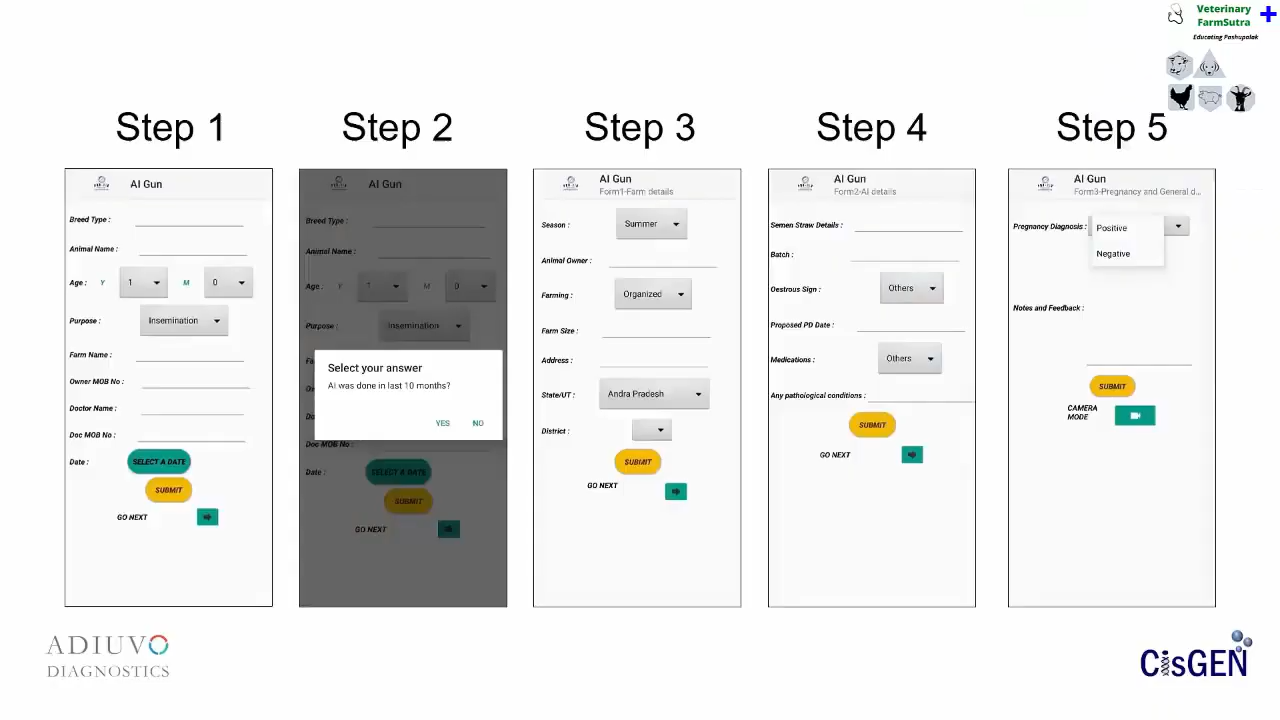 Veterinary
FarmSutra
Educating Pashupalak
Step 1
Step 2
Step 3
Step 4
Step 5
AI Gun
Breed Type :
Animal Name :
Age : Y 1 M 0
Purpose : Insemination
Farm Name :
Owner MOB No :
Doctor Name :
Doc MOB No :
Date : SELECT A DATE
SUBMIT
GO NEXT
AI Gun
Breed Type :
Animal Name :
Age : Y 1 M 0
Purpose : Insemination
Select your answer
AI was done in last 10 months?
YES NO
Doc MOB No :
Date : SELECT A DATE
SUBMIT
GO NEXT
AI Gun
Form1-Farm details
Season : Summer
Animal Owner :
Farming : Organized
Farm Size :
Address :
State/UT : Andra Pradesh
District :
SUBMIT
GO NEXT
AI Gun
Form2-AI details
Semen Straw Details :
Batch :
Oestrous Sign : Others
Proposed PD Date :
Medications : Others
Any pathological conditions :
SUBMIT
GO NEXT
AI Gun
Form3-Pregnancy and General d...
Pregnancy Diagnosis :
Positive
Negative
Notes and Feedback :
SUBMIT
CAMERA
MODE
ADIUVO
DIAGNOSTICS
CisGEN